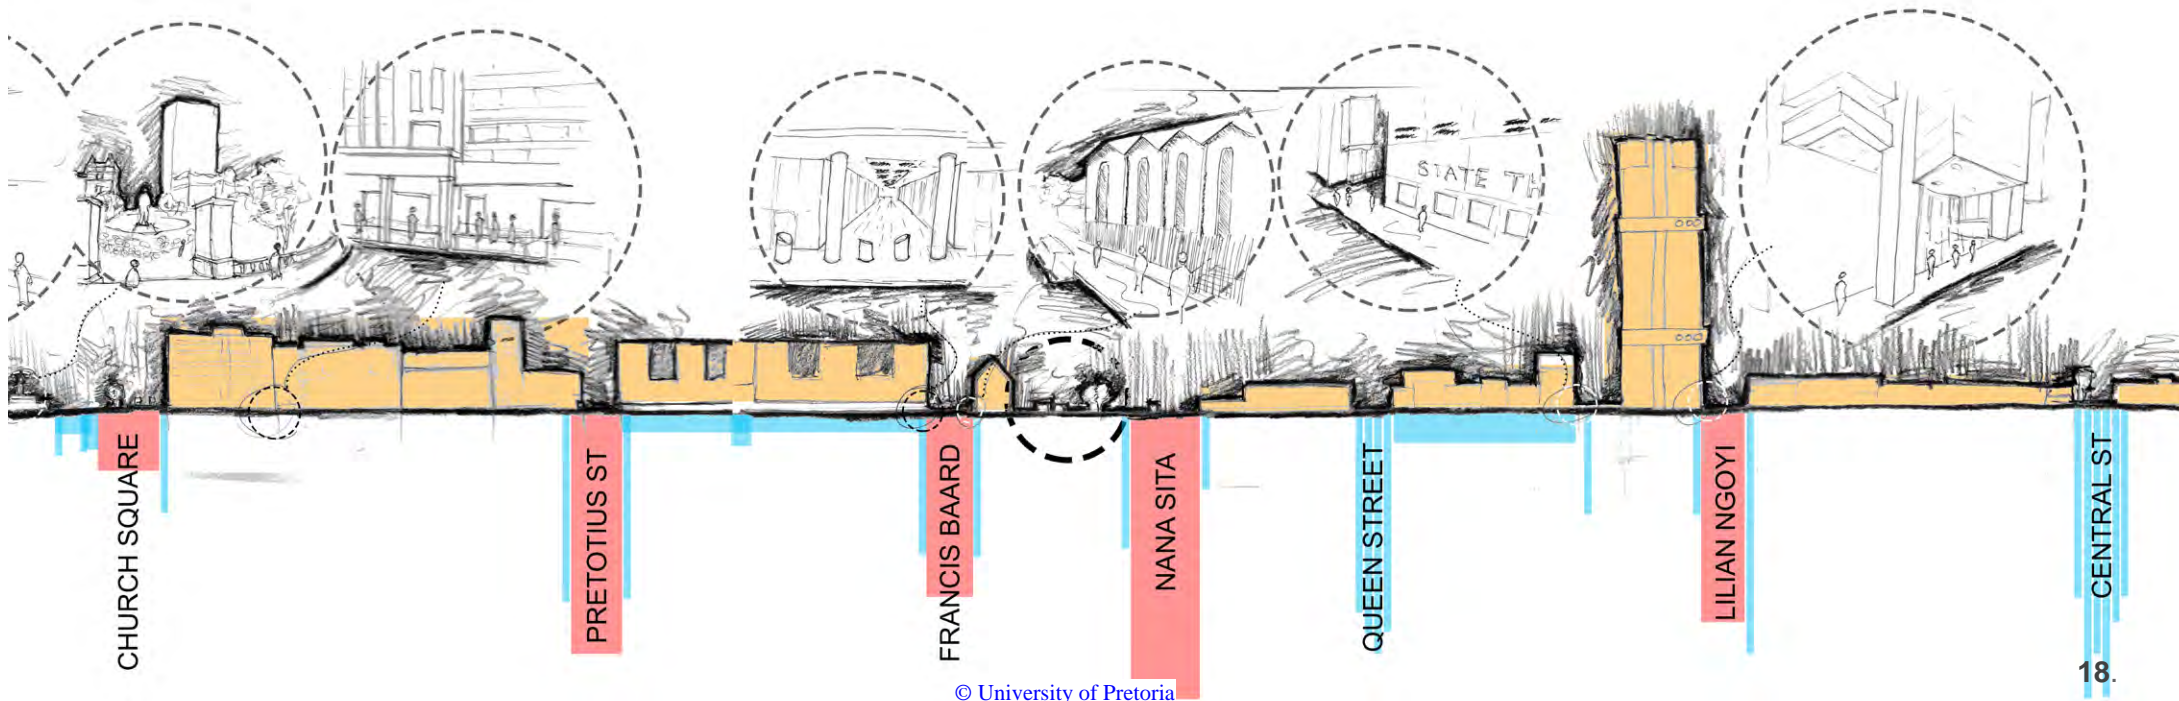 STATE TH
CHURCH SQUARE
PRETOTIUS ST
FRANCIS BAARD
NANA SITA
QUEEN STREET
LILIAN NGOYI
CENTRAL ST
18.
© University of Pretoria